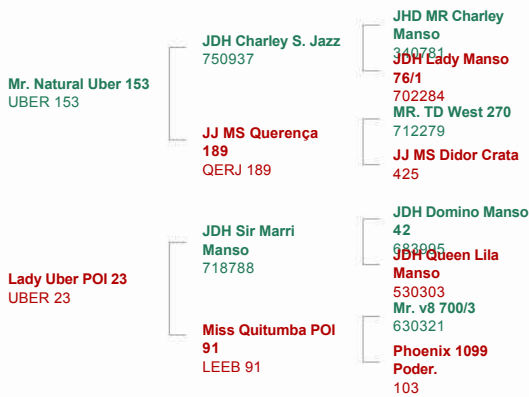 Mr. Natural Uber 153
UBER 153
JDH Charley S. Jazz
750937
JHD MR Charley
Manso
340781
JDH Lady Manso
76/1
702284
JJ MS Querença
189
QERJ 189
MR. TD West 270
712279
JJ MS Didor Crata
425
Lady Uber POI 23
UBER 23
JDH Sir Marri
Manso
718788
JDH Domino Manso
42
683995
JDH Queen Lila
Manso
530303
Miss Quitumba POI
91
LEEB 91
Mr. v8 700/3
630321
Phoenix 1099
Poder.
103